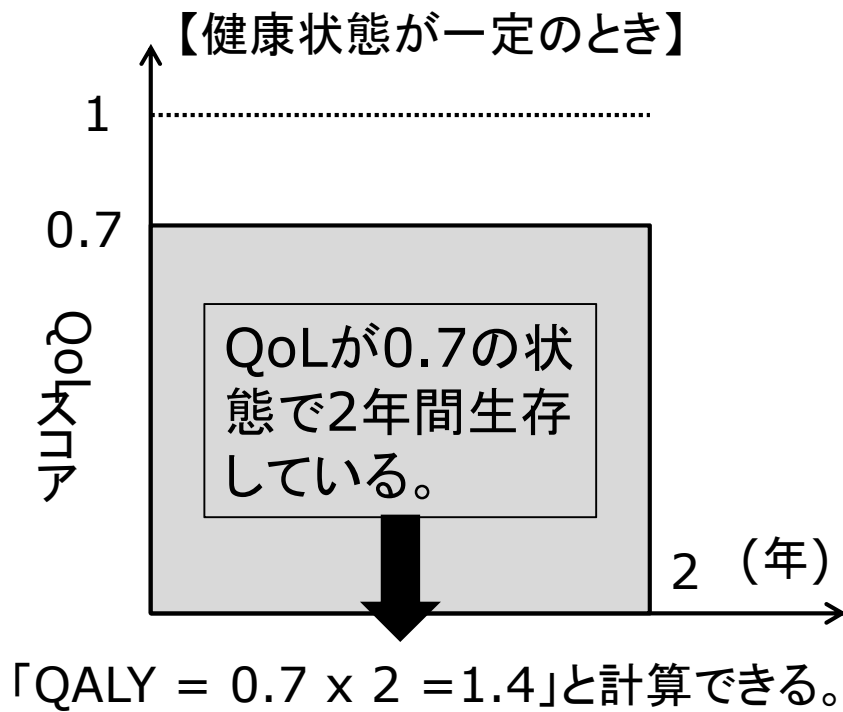 【健康状態が一定のとき】
1
0.7
QoLスコア
QoLが0.7の状
態で2年間生存
している。
2 (年)
「QALY = 0.7 x 2 =1.4」と計算できる。